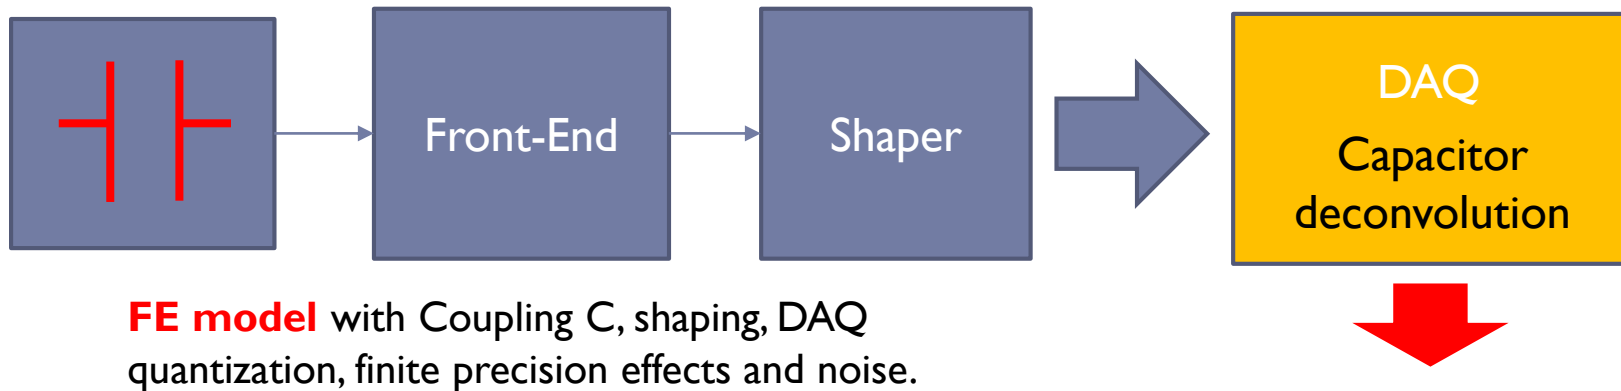 Front-End
Shaper
DAQ
Capacitor
deconvolution
FE model with Coupling C, shaping, DAQ
quantization, finite precision effects and noise.